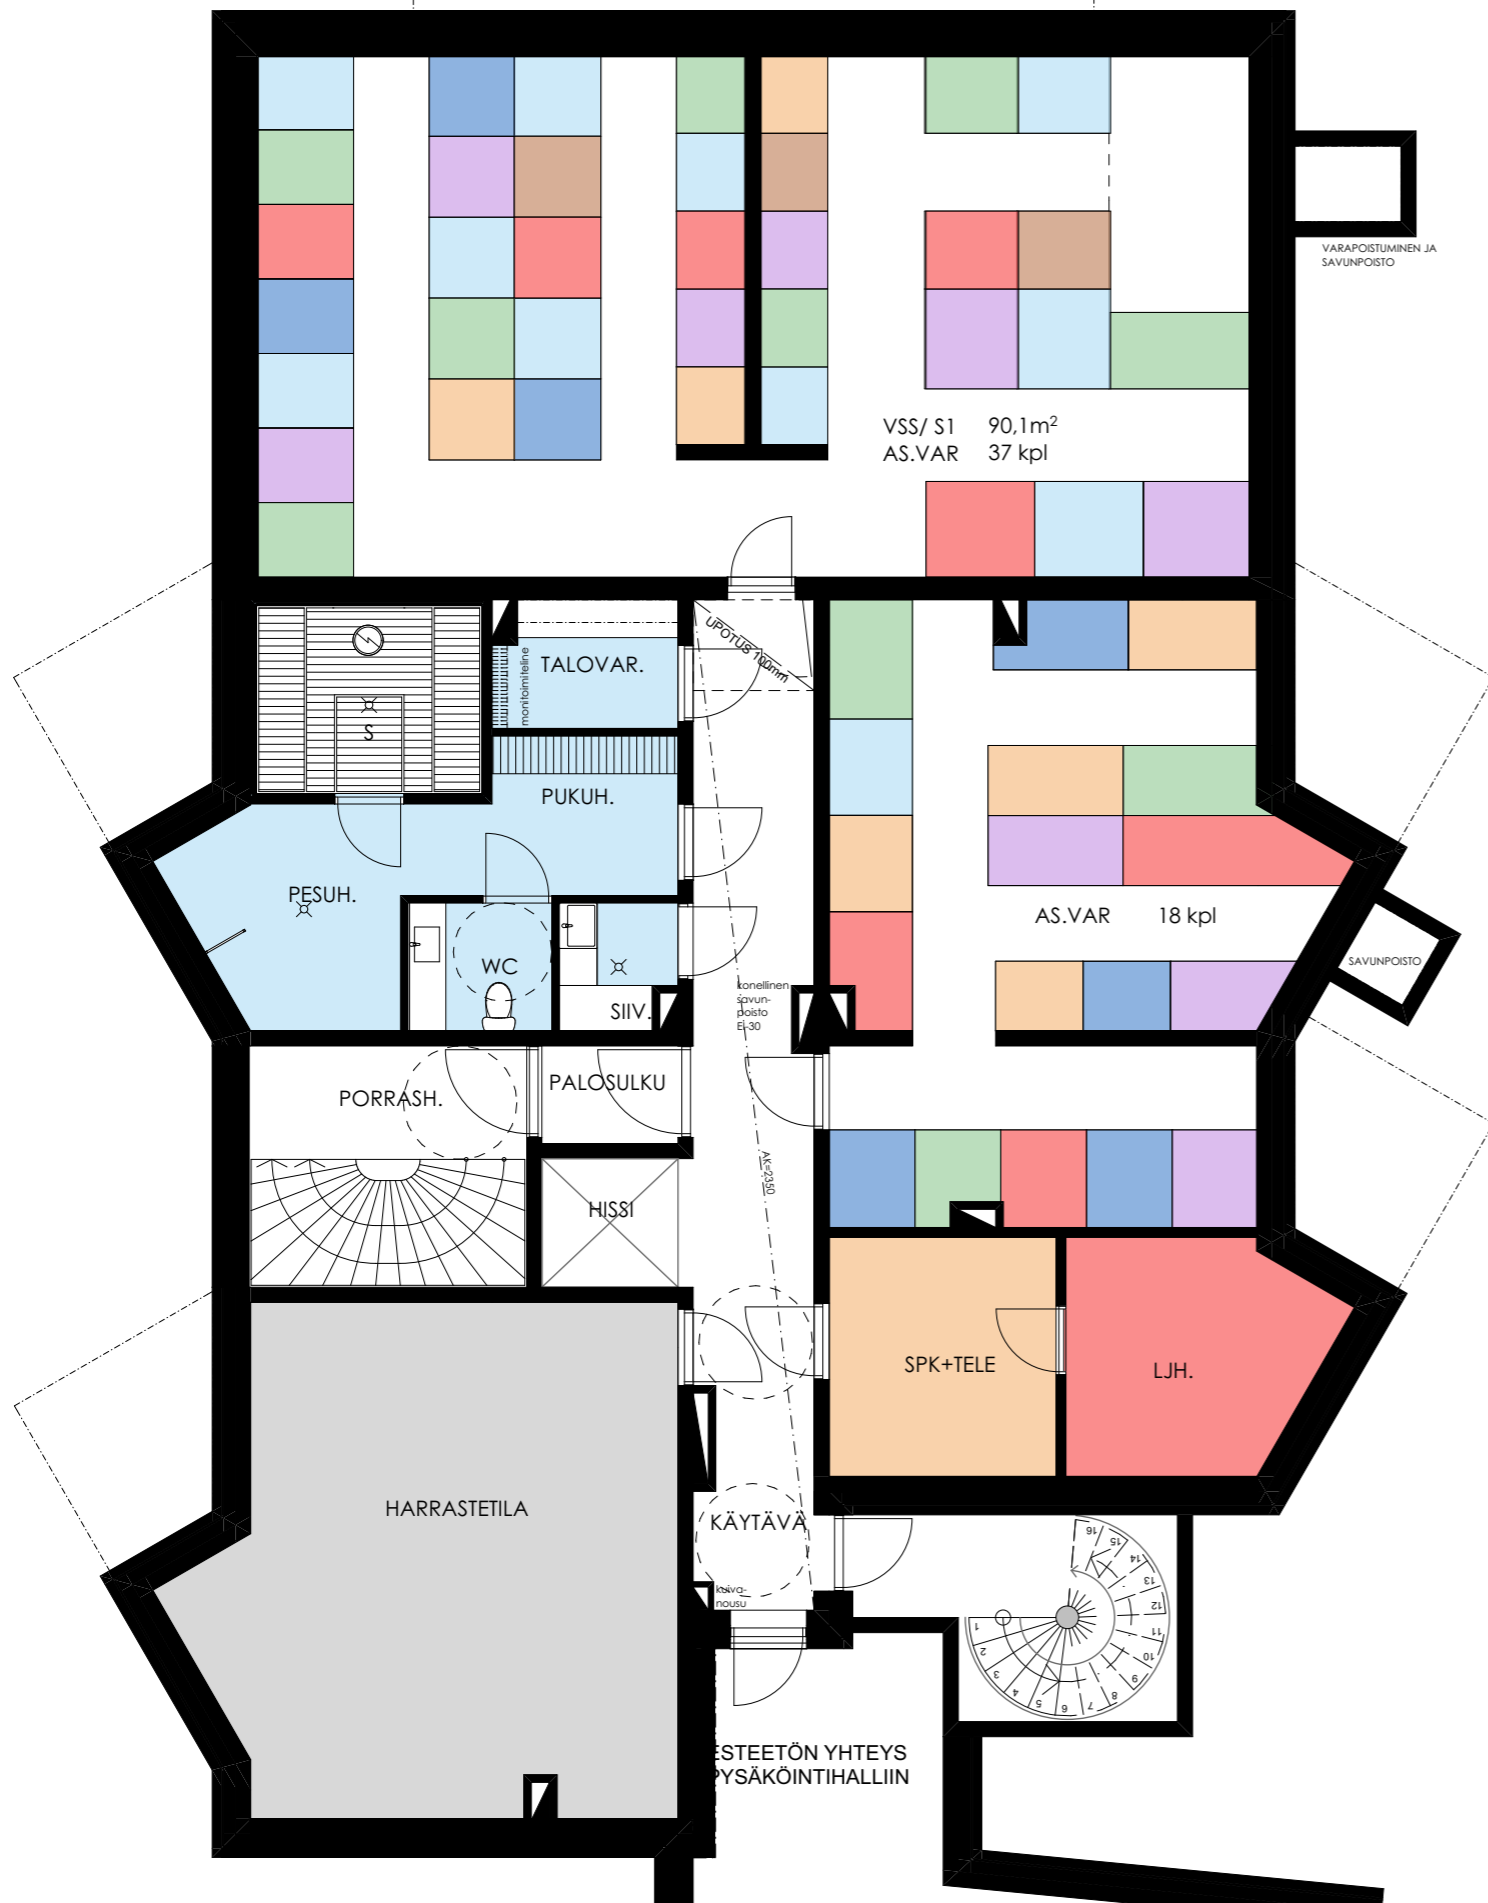 VARAPOISTUMINEN JA
SAVUNPOISTO
VSS/ S1 90,1m²
AS.VAR 37 kpl
UPOTUS 100mm
TALOVAR.
monitoimiteline
S
PUKUH.
PESUH.
AS.VAR 18 kpl
WC
SAVUNPOISTO
SIIV.
konellinen
savun-
poisto
EI-30
PALOSULKU
PORRASH.
AK=2350
HISSI
SPK+TELE
LJH.
HARRASTETILA
KÄYTÄVÄ
kuiva-
nousu
1
2
3
4
5
6
7
8
9
10
11
12
13
14
15
16
ESTEETÖN YHTEYS
PYSÄKÖINTIHALLIIN